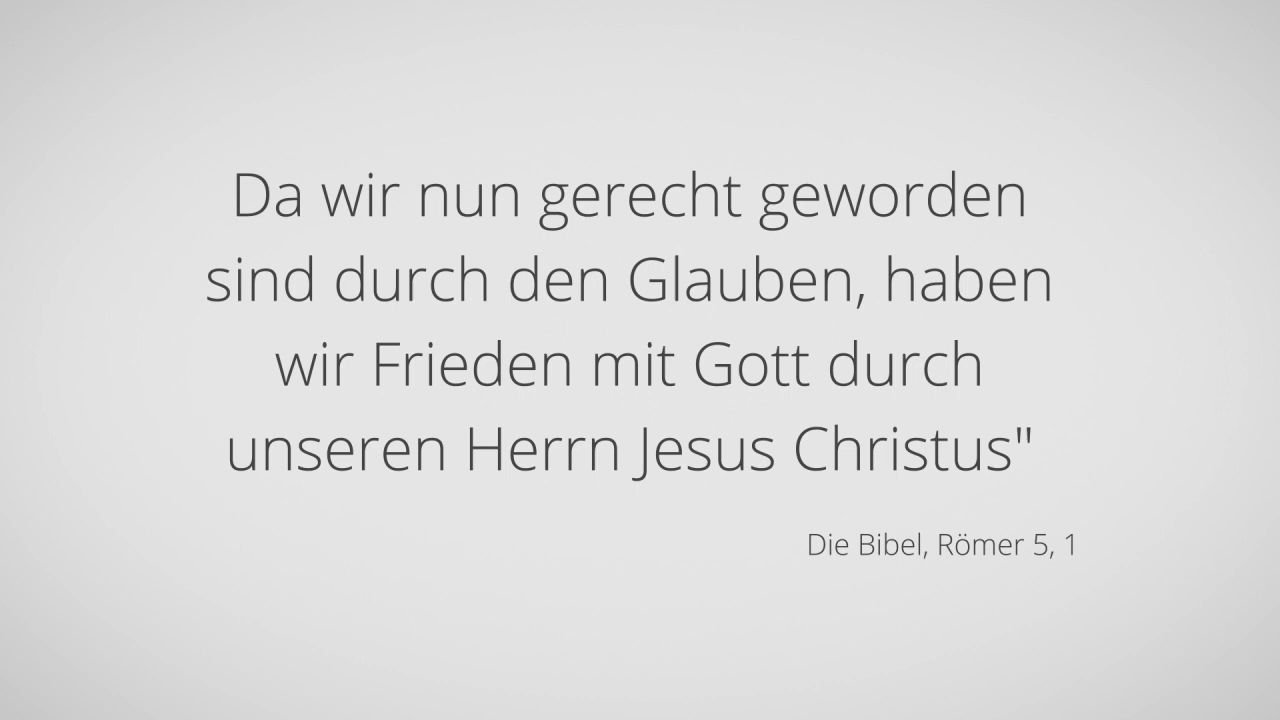 Da wir nun gerecht geworden
sind durch den Glauben, haben
wir Frieden mit Gott durch
unseren Herrn Jesus Christus"
Die Bibel, Römer 5, 1